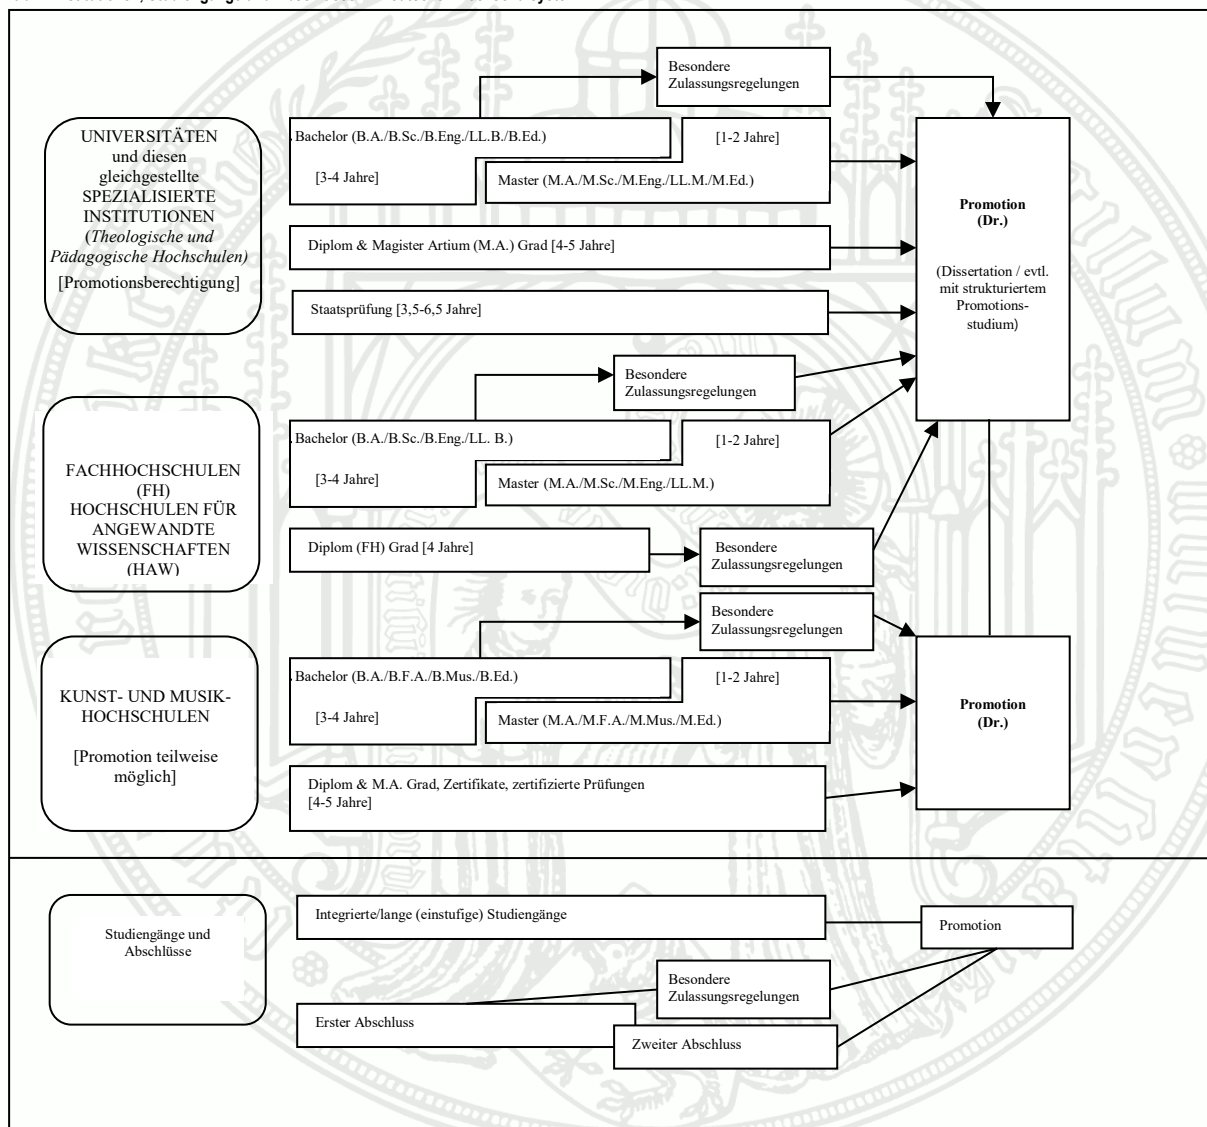 Besondere
Zulassungsregelungen
UNIVERSITÄTEN
und diesen
gleichgestellte
SPEZIALISIERTE
INSTITUTIONEN
(Theologische und
Pädagogische Hochschulen)
[Promotionsberechtigung]
Bachelor (B.A./B.Sc./B.Eng./LL.B./B.Ed.)
[1-2 Jahre]
[3-4 Jahre]
Master (M.A./M.Sc./M.Eng./LL.M./M.Ed.)
Diplom & Magister Artium (M.A.) Grad [4-5 Jahre]
Staatsprüfung [3,5-6,5 Jahre]
Promotion
(Dr.)
(Dissertation / evtl.
mit strukturiertem
Promotions-
studium)
Besondere
Zulassungsregelungen
FACHHOCHSCHULEN
(FH)
HOCHSCHULEN FÜR
ANGEWANDTE
WISSENSCHAFTEN
(HAW)
Bachelor (B.A./B.Sc./B.Eng./LL. B.)
[1-2 Jahre]
[3-4 Jahre]
Master (M.A./M.Sc./M.Eng./LL.M.)
Diplom (FH) Grad [4 Jahre]
Besondere
Zulassungsregelungen
Besondere
Zulassungsregelungen
KUNST- UND MUSIK-
HOCHSCHULEN
[Promotion teilweise
möglich]
Bachelor (B.A./B.F.A./B.Mus./B.Ed.)
[1-2 Jahre]
[3-4 Jahre]
Master (M.A./M.F.A./M.Mus./M.Ed.)
Diplom & M.A. Grad, Zertifikate, zertifizierte Prüfungen
[4-5 Jahre]
Promotion
(Dr.)
Studiengänge und
Abschlüsse
Integrierte/lange (einstufige) Studiengänge
Promotion
Besondere
Zulassungsregelungen
Erster Abschluss
Zweiter Abschluss